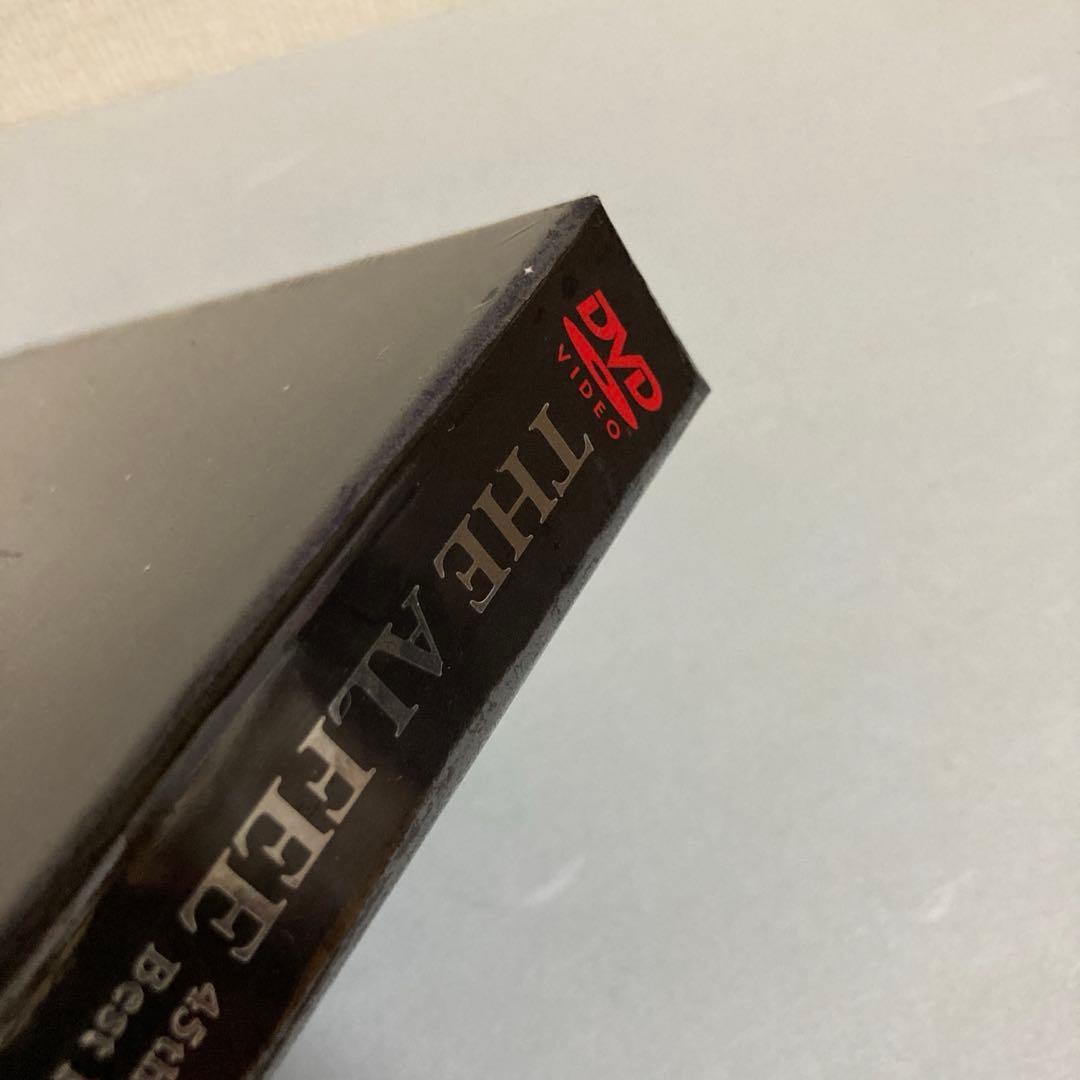 DVD
VIDEO
THE ALFEE
45th
Best